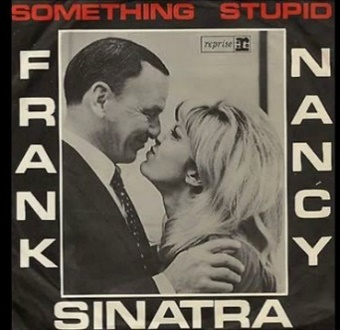 SOMETHING STUPID
reprise
FRANK
NANCY
SINATRA